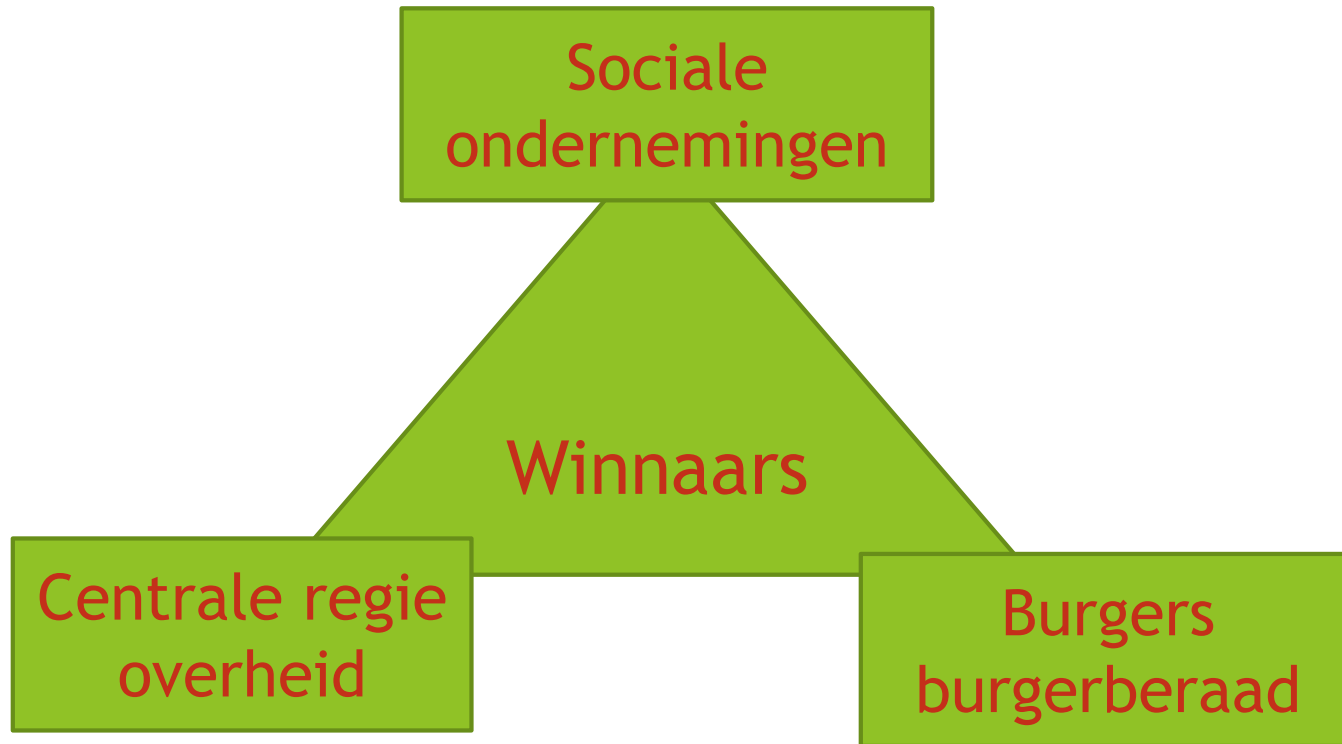 Sociale
ondernemingen
Winnaars
Centrale regie
overheid
Burgers
burgerberaad